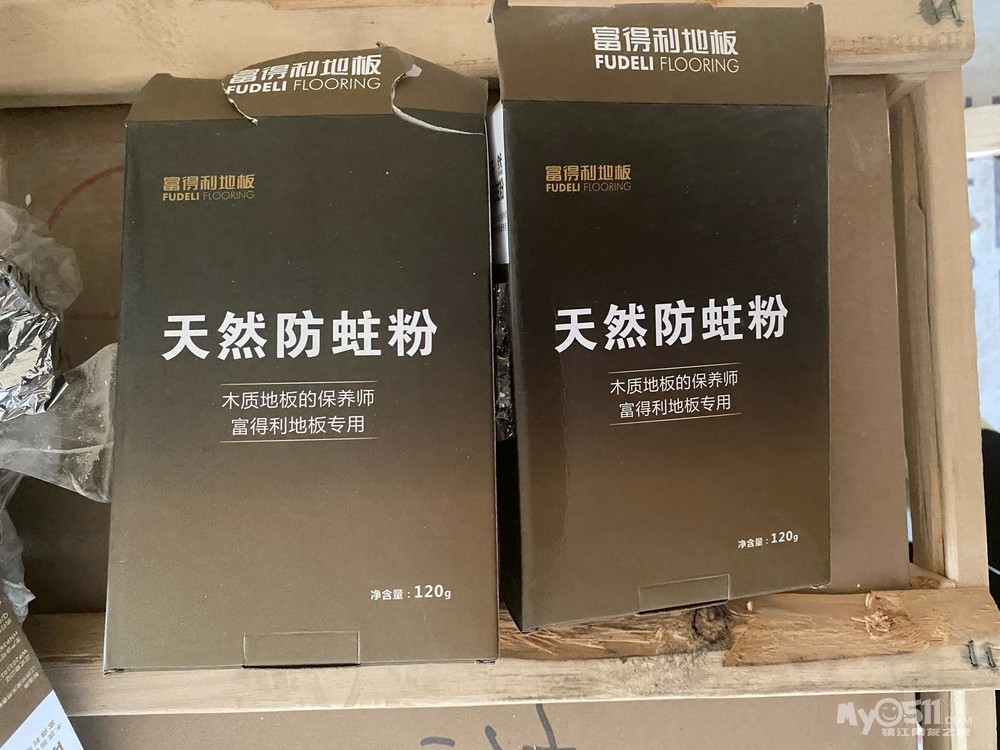 富得利地板
FUDELI FLOORING
富得利地板
FUDELI FLOORING
天然防蛀粉
木质地板的保养师
富得利地板专用
净含量：120g
富得利地板
FUDELI FLOORING
富得利地板
FUDELI FLOORING
天然防蛀粉
木质地板的保养师
富得利地板专用
净含量：120g
My0511.COM